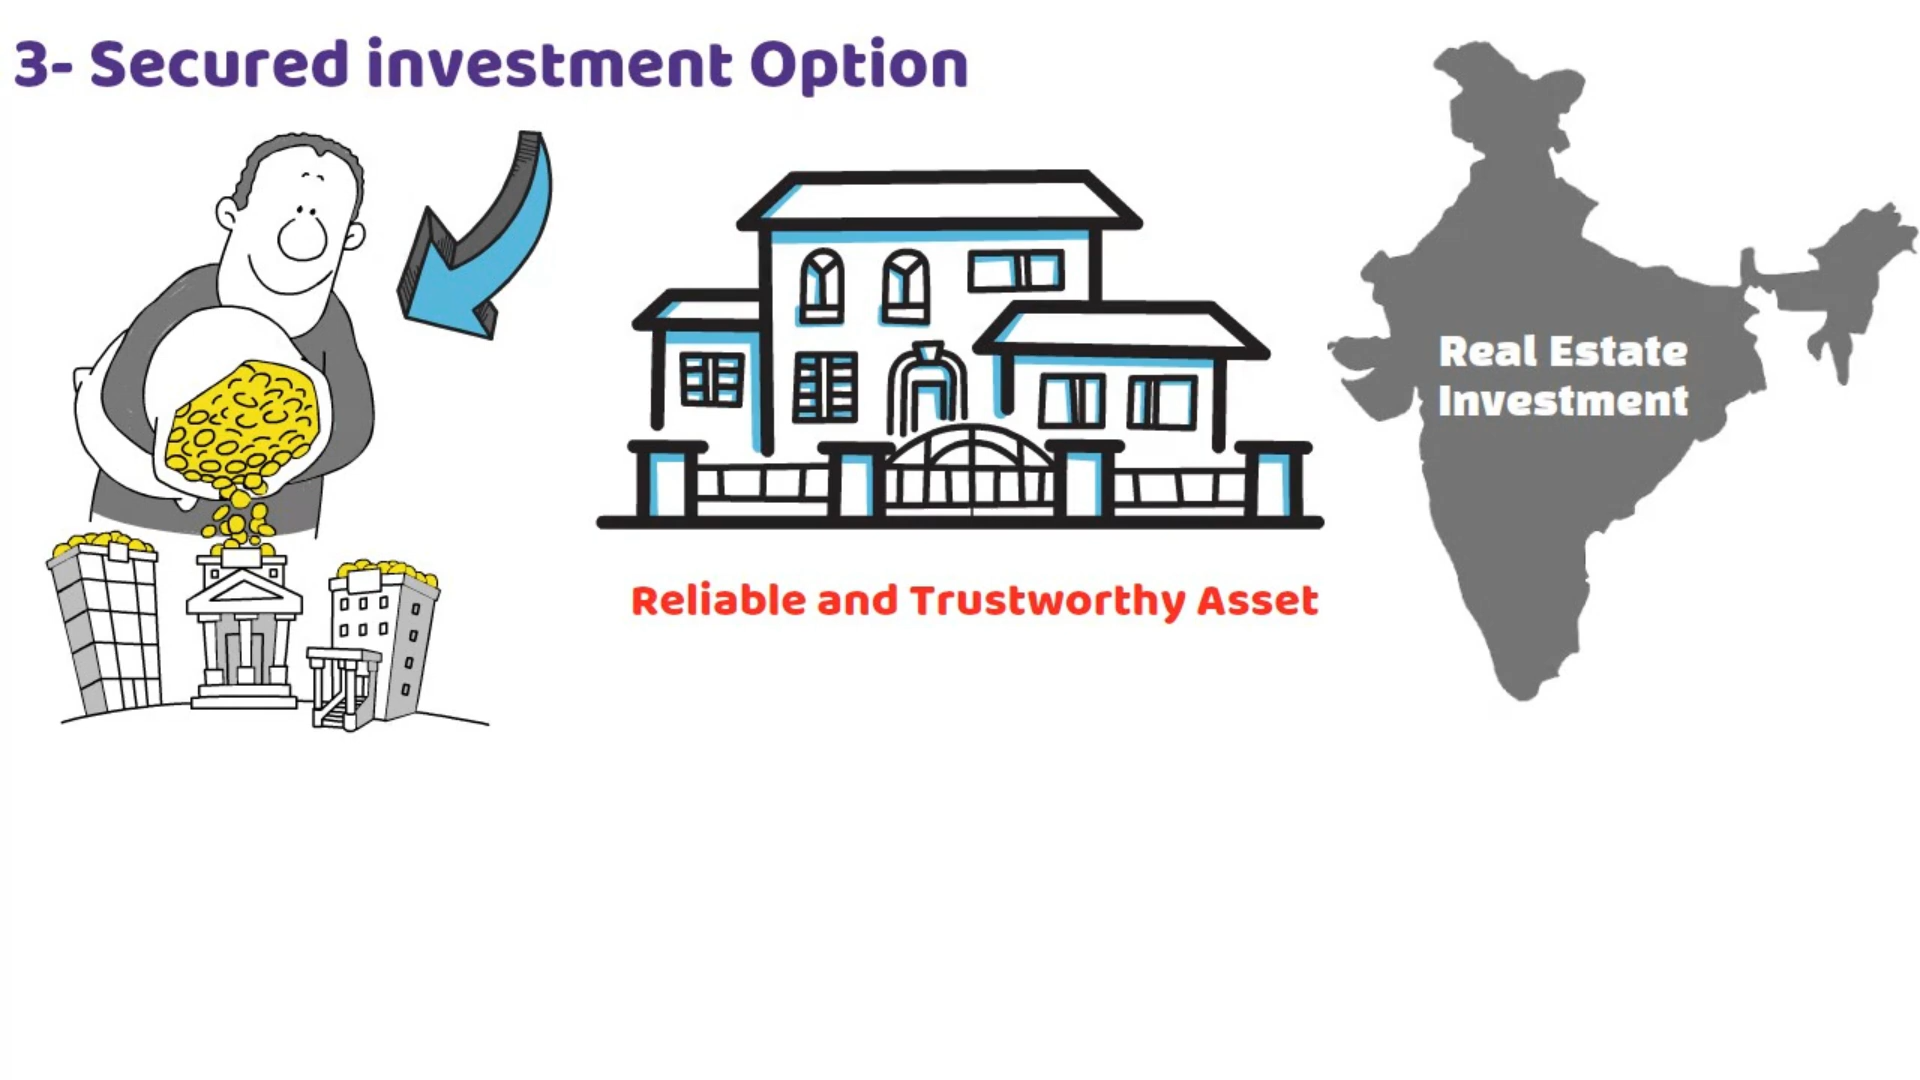 3- Secured investment Option
Real Estate
Investment
Reliable and Trustworthy Asset